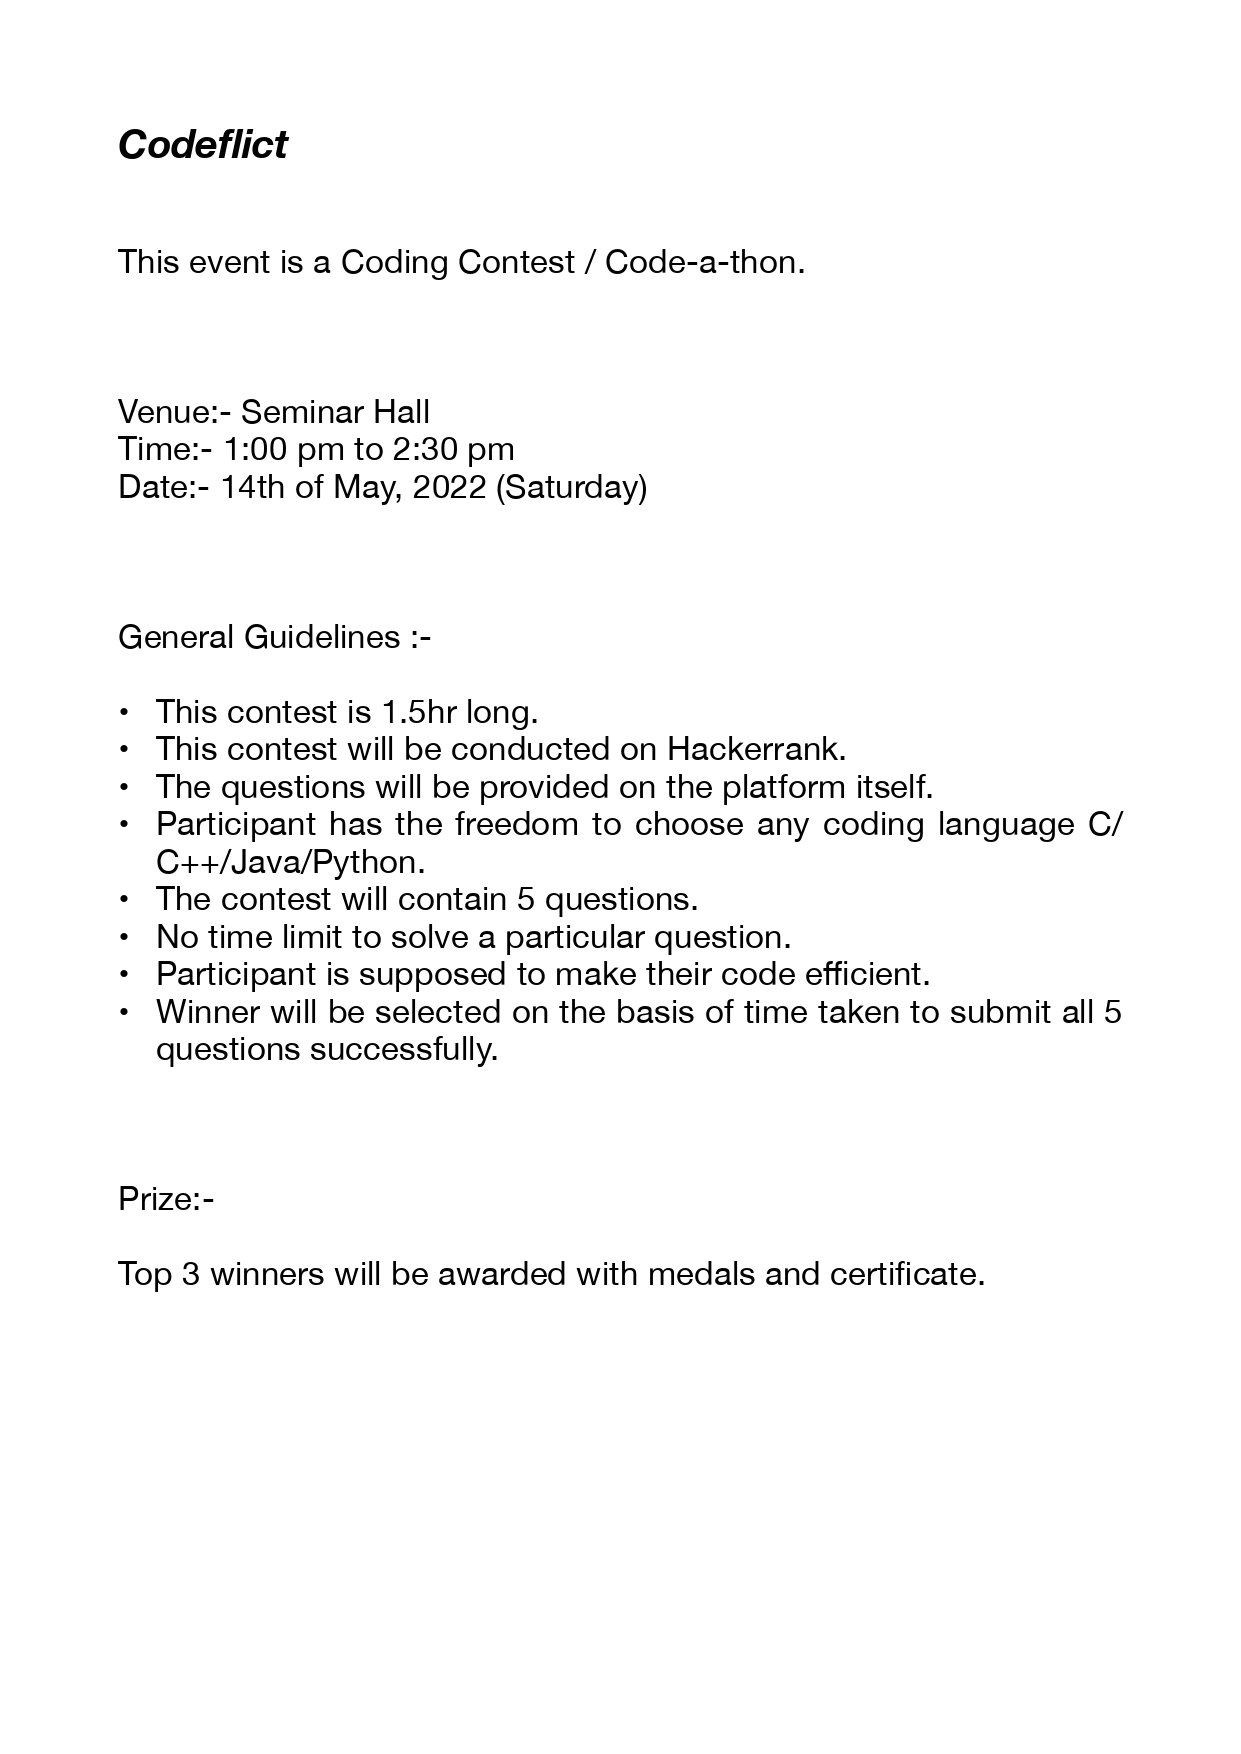 Codeflict
This event is a Coding Contest / Code-a-thon.
Venue:- Seminar Hall
Time:- 1:00 pm to 2:30 pm
Date:- 14th of May, 2022 (Saturday)
General Guidelines :-
• This contest is 1.5hr long.
• This contest will be conducted on Hackerrank.
• The questions will be provided on the platform itself.
• Participant has the freedom to choose any coding language C/
C++/Java/Python.
• The contest will contain 5 questions.
• No time limit to solve a particular question.
• Participant is supposed to make their code efficient.
• Winner will be selected on the basis of time taken to submit all 5
questions successfully.
Prize:-
Top 3 winners will be awarded with medals and certificate.